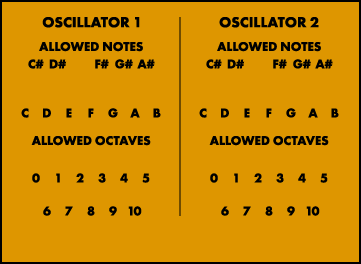 OSCILLATOR 1
ALLOWED NOTES
C# D# F# G# A#
C D E F G A B
ALLOWED OCTAVES
0 1 2 3 4 5
6 7 8 9 10
OSCILLATOR 2
ALLOWED NOTES
C# D# F# G# A#
C D E F G A B
ALLOWED OCTAVES
0 1 2 3 4 5
6 7 8 9 10